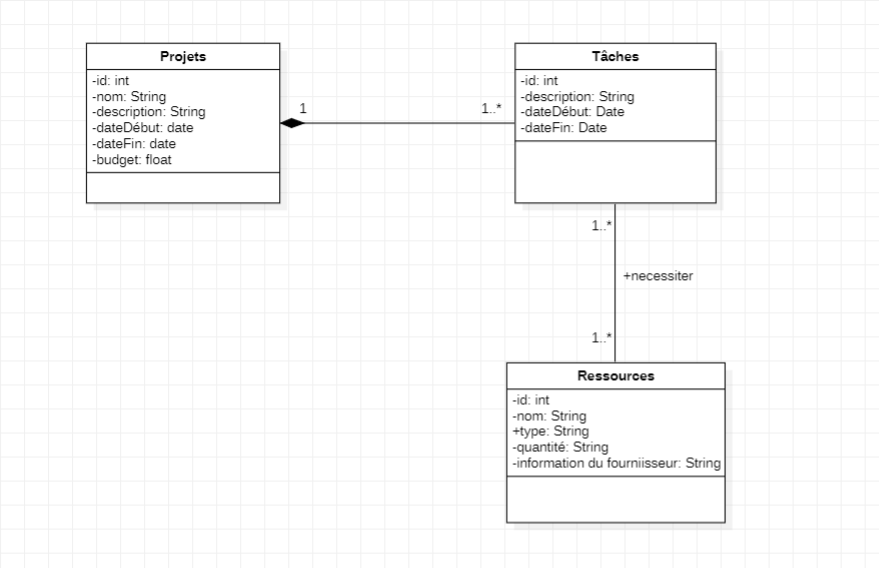 Projets
-id: int
-nom: String
-description: String
-dateDébut: date
-dateFin: date
-budget: float
1
1..*
Tâches
-id: int
-description: String
-dateDébut: Date
-dateFin: Date
1..*
+necessiter
1..*
Ressources
-id: int
-nom: String
+type: String
-quantité: String
-information du fourniisseur: String